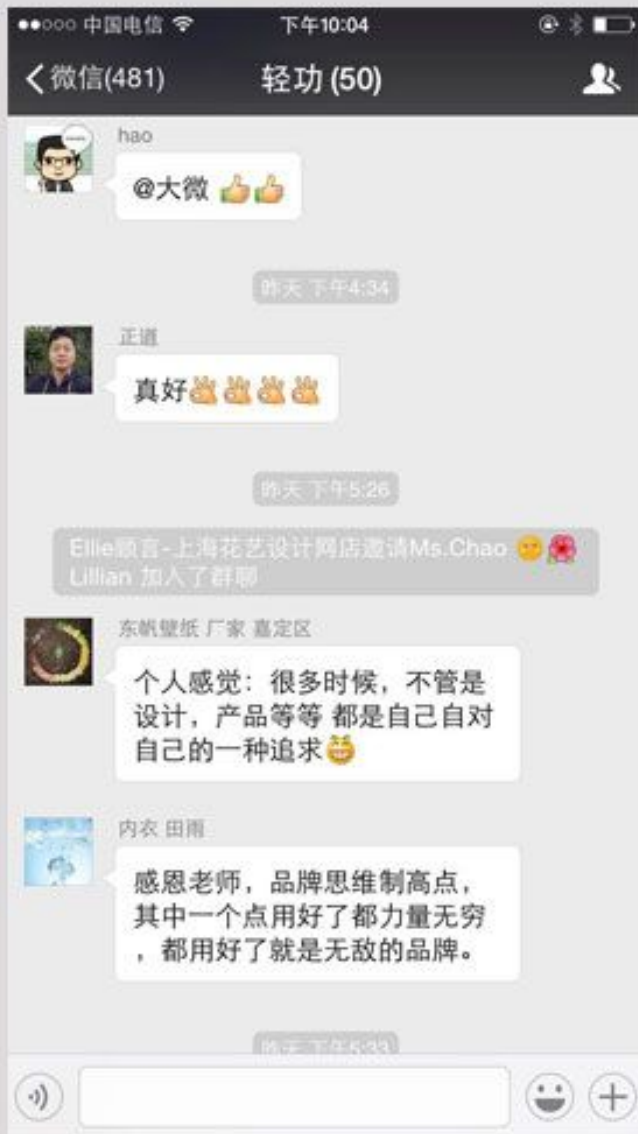 中国电信 下午10:04
微信(481) 轻功 (50)
hao
@大微
昨天 下午4:34
正道
真好
昨天 下午5:26
Ellie顾言-上海花艺设计网店邀请Ms.Chao
Lillian 加入了群聊
东帆壁纸 厂家 嘉定区
个人感觉：很多时候，不管是
设计，产品等等 都是自己自对
自己的一种追求
内衣 田雨
感恩老师，品牌思维制高点，
其中一个点用好了都力量无穷
，都用好了就是无敌的品牌。
昨天 下午5:33